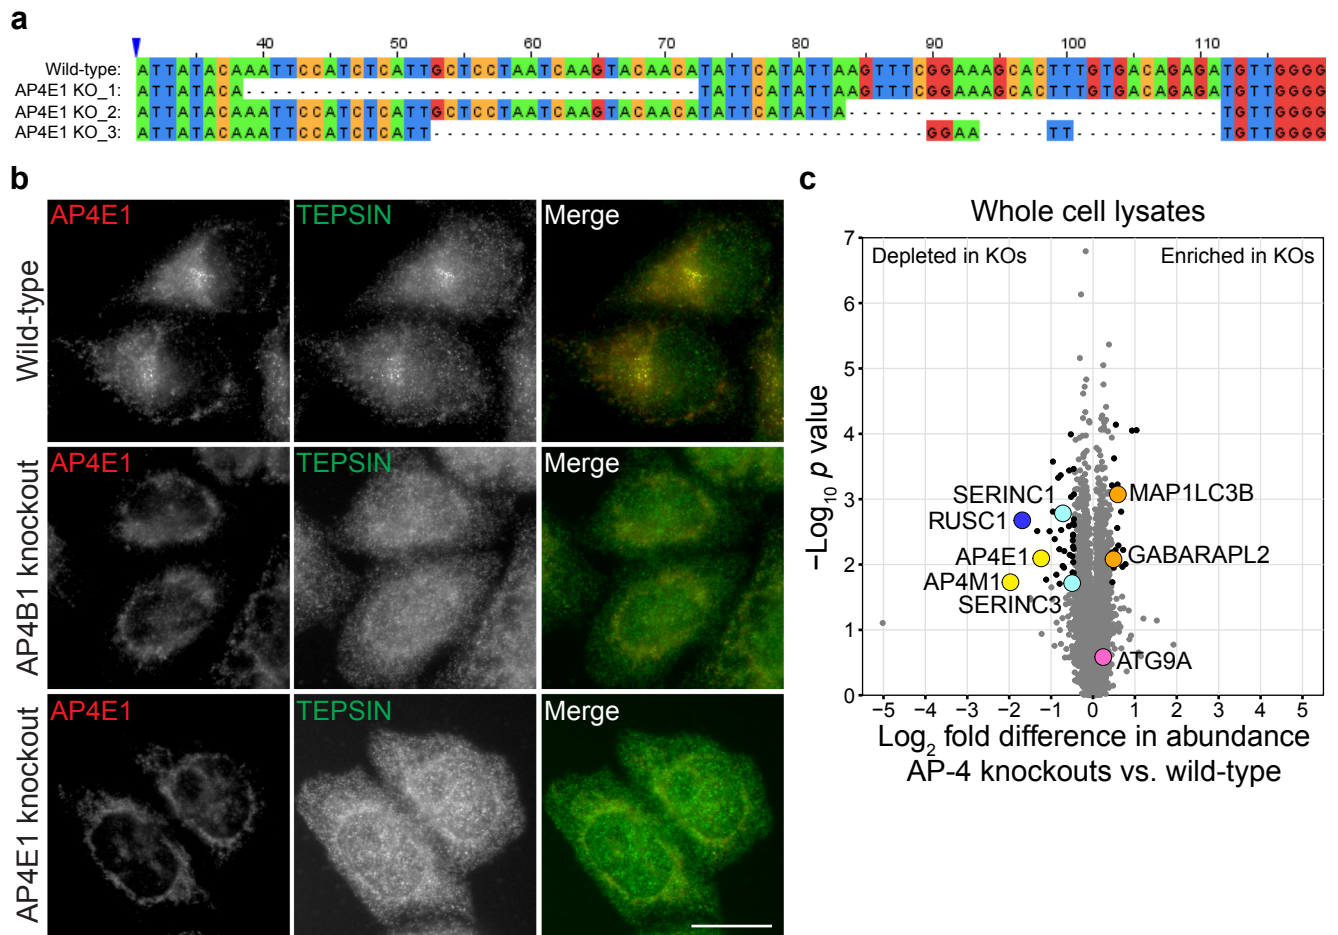 a
40 50 60 70 80 90 100 110
Wild-type: ATTATACAAATTCCATCTCATTGCTCCTAATCAAGTACAACATATTCATATTAAGTTTCGGAAAGCACTTTGTGACAGAGATGTTGGGG
AP4E1 KO_1: ATTATACA----------------------------------TATTCATATTAAGTTTCGGAAAGCACTTTGTGACAGAGATGTTGGGG
AP4E1 KO_2: ATTATACAAATTCCATCTCATTGCTCCTAATCAAGTACAACATATTCATATTA----------------------------TGTTGGGG
AP4E1 KO_3: ATTATACAAATTCCATCTCATT-------------------------------------GGAA-----TT-----------TGTTGGGG
b
Wild-type
AP4E1
TEPSIN
Merge
AP4B1 knockout
AP4E1
TEPSIN
Merge
AP4E1 knockout
AP4E1
TEPSIN
Merge
c
Whole cell lysates
Depleted in KOs
Enriched in KOs
–Log10 p value
7
6
5
4
3
2
1
0
SERINC1
MAP1LC3B
RUSC1
AP4E1
GABARAPL2
AP4M1
SERINC3
ATG9A
–5 –4 –3 –2 –1 0 1 2 3 4 5
Log2 fold difference in abundance
AP-4 knockouts vs. wild-type